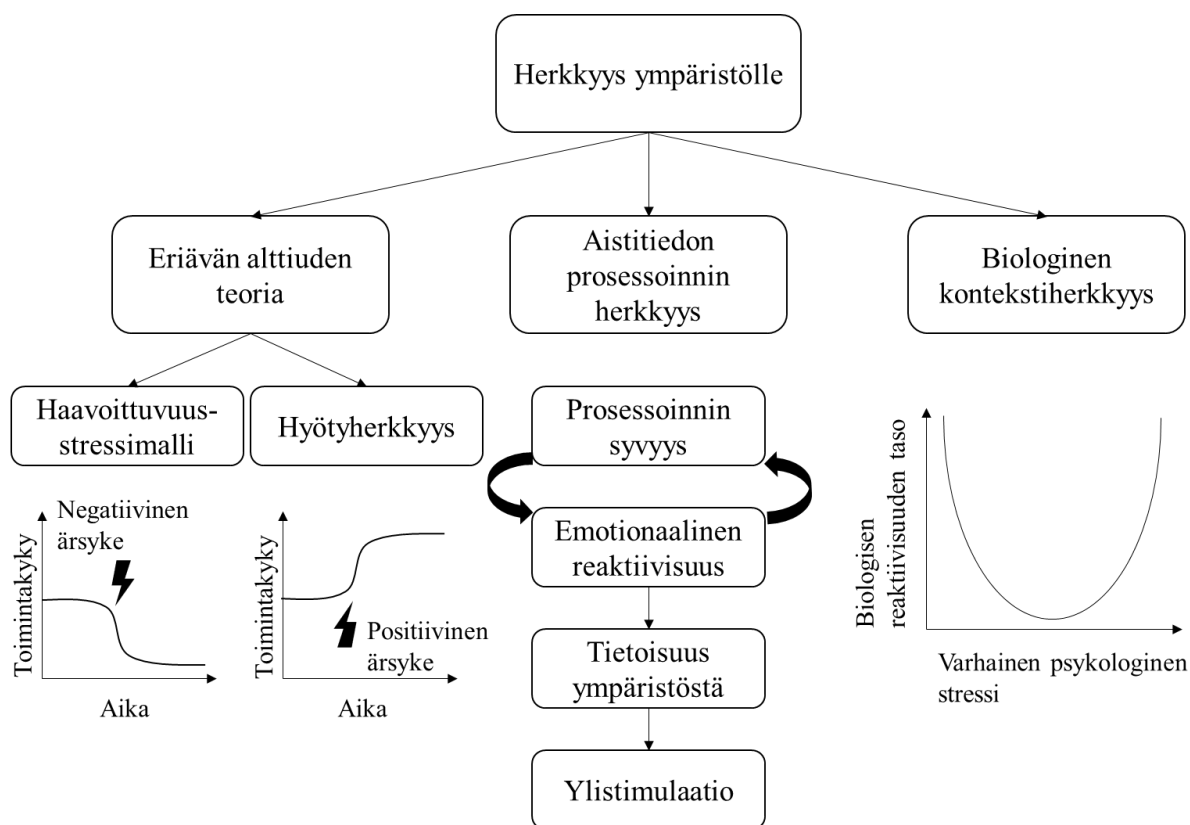 Herkkyys ympäristölle
Eriävän alttiuden
teoria
Aistitiedon
prosessoinnin
herkkyys
Biologinen
kontekstiherkkyys
Haavoittuvuus-
stressimalli
Hyötyherkkyys
Prosessoinnin
syvyys
Emotionaalinen
reaktiivisuus
Tietoisuus
ympäristöstä
Ylistimulaatio
Negatiivinen
ärsyke
Toimintakyky
Aika
Positiivinen
ärsyke
Toimintakyky
Aika
Biologisen
reaktiivisuuden taso
Varhainen psykologinen
stressi